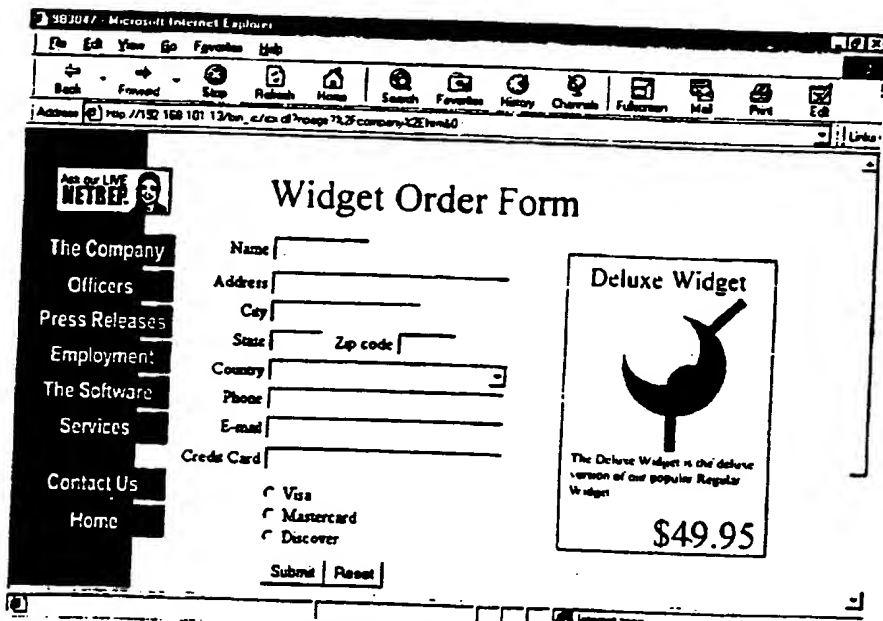 983047 - Microsoft Internet Explorer
File Edit View Go Favorites Help
Back Forward Stop Refresh Home Search Favorites History Channels Fullscreen Mail Print Edit
Address Links
Ask our LIVE
NETREP.
Widget Order Form
The Company
Officers
Press Releases
Employment
The Software
Services
Contact Us
Home
Name
Address
City
State Zip code
Country
Phone
E-mail
Credit Card
Visa
Mastercard
Discover
Submit Reset
Deluxe Widget
The Deluxe Widget is the deluxe
version of our popular Regular
Widget
$49.95